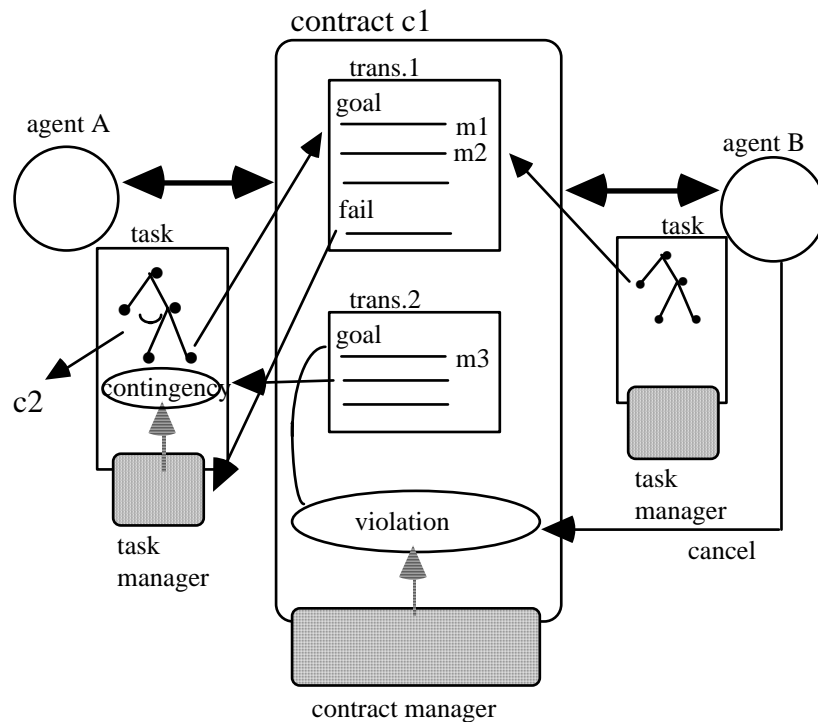 contract c1
trans.1
goal
m1
m2
fail
agent A
agent B
task
task
trans.2
goal
m3
contingency
c2
violation
task
manager
task
manager
cancel
contract manager